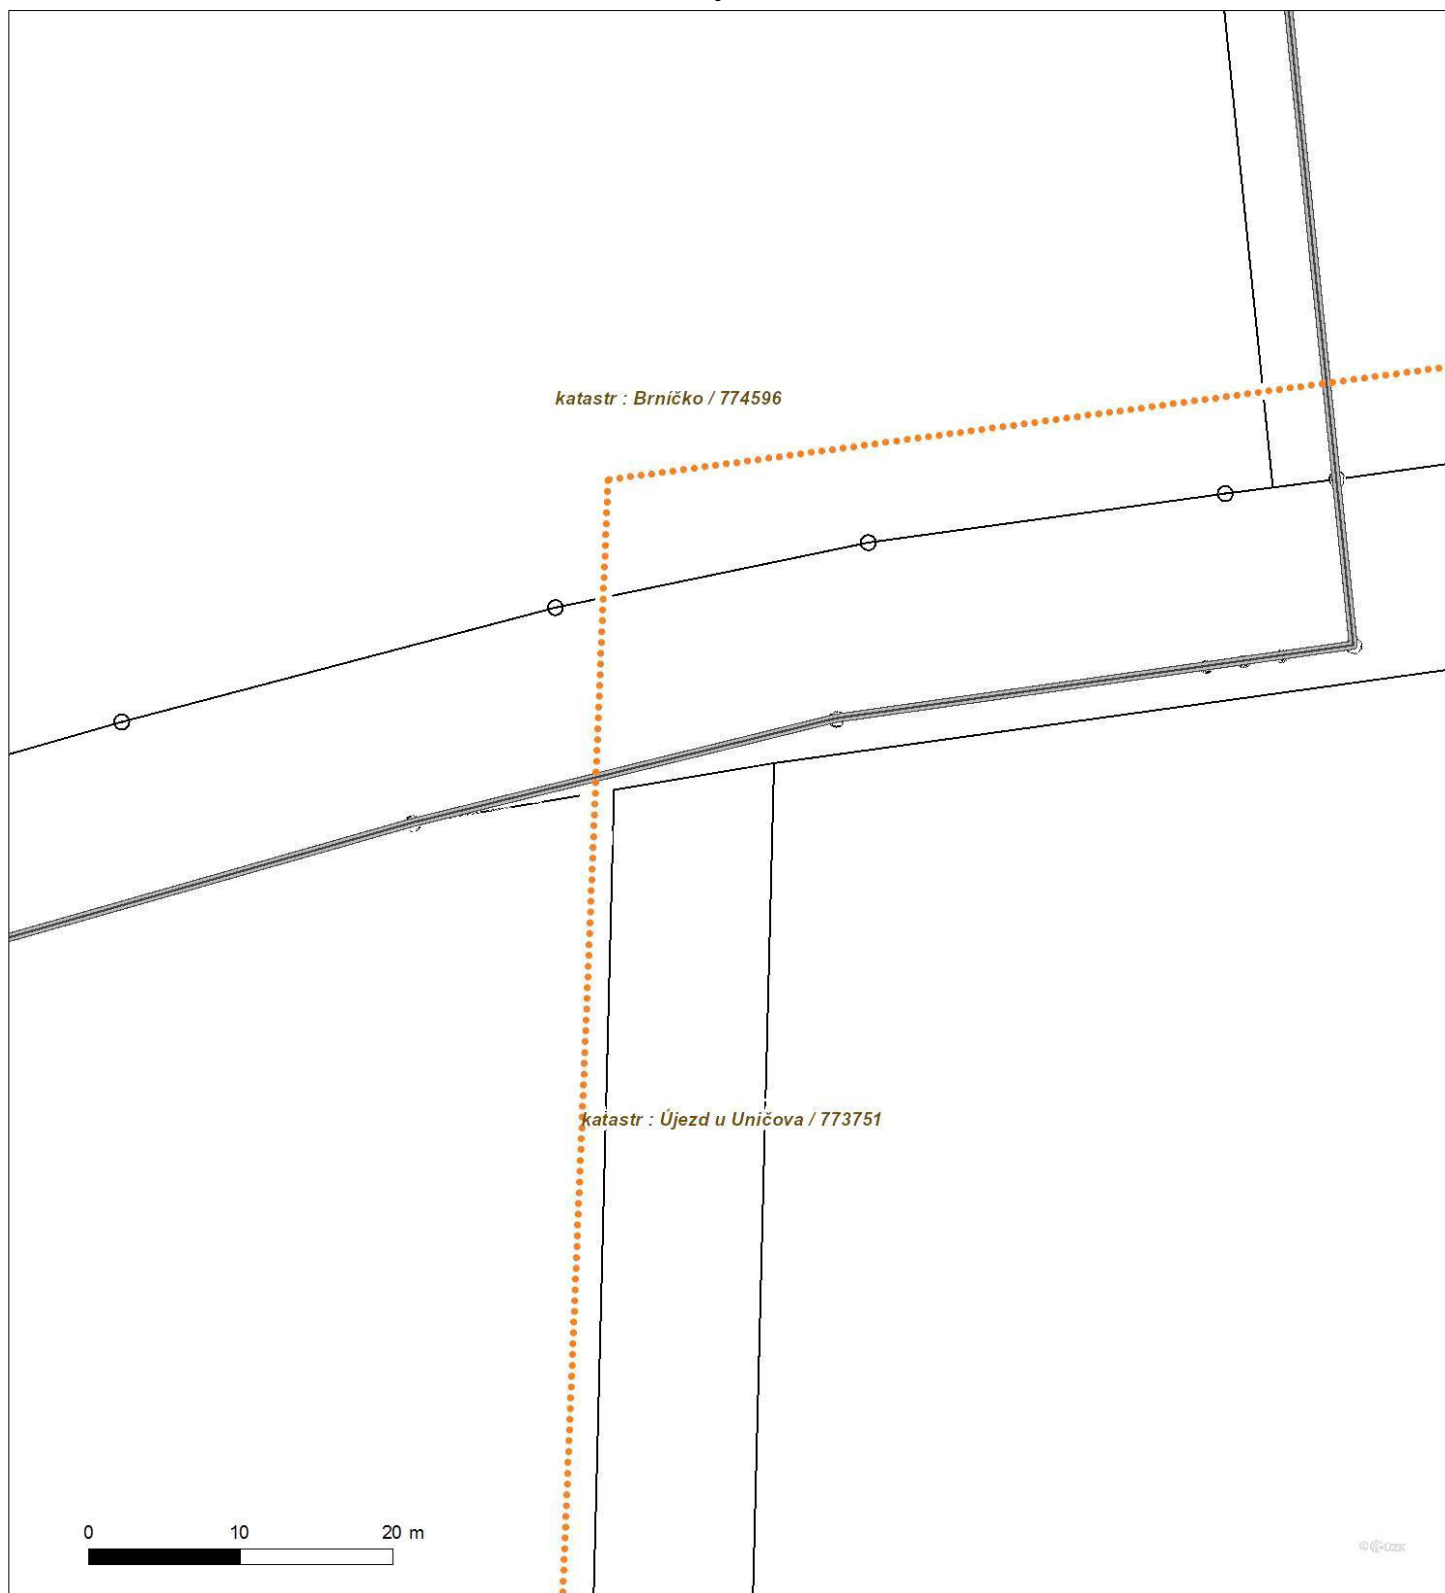 katastr : Brníčko / 774596
katastr : Újezd u Uničova / 773751
0 10 20 m